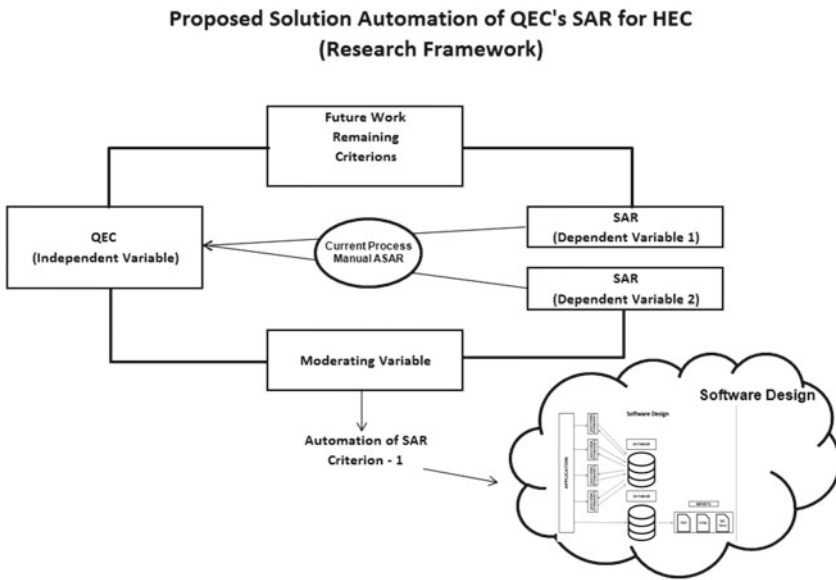 Proposed Solution Automation of QEC's SAR for HEC
(Research Framework)
Future Work
Remaining
Criterions
QEC
(Independent Variable)
Current Process
Manual ASAR
SAR
(Dependent Variable 1)
SAR
(Dependent Variable 2)
Moderating Variable
Automation of SAR
Criterion - 1
Software Design
Software Design
APPLICATION
DATABASE
DATABASE
REPORTS